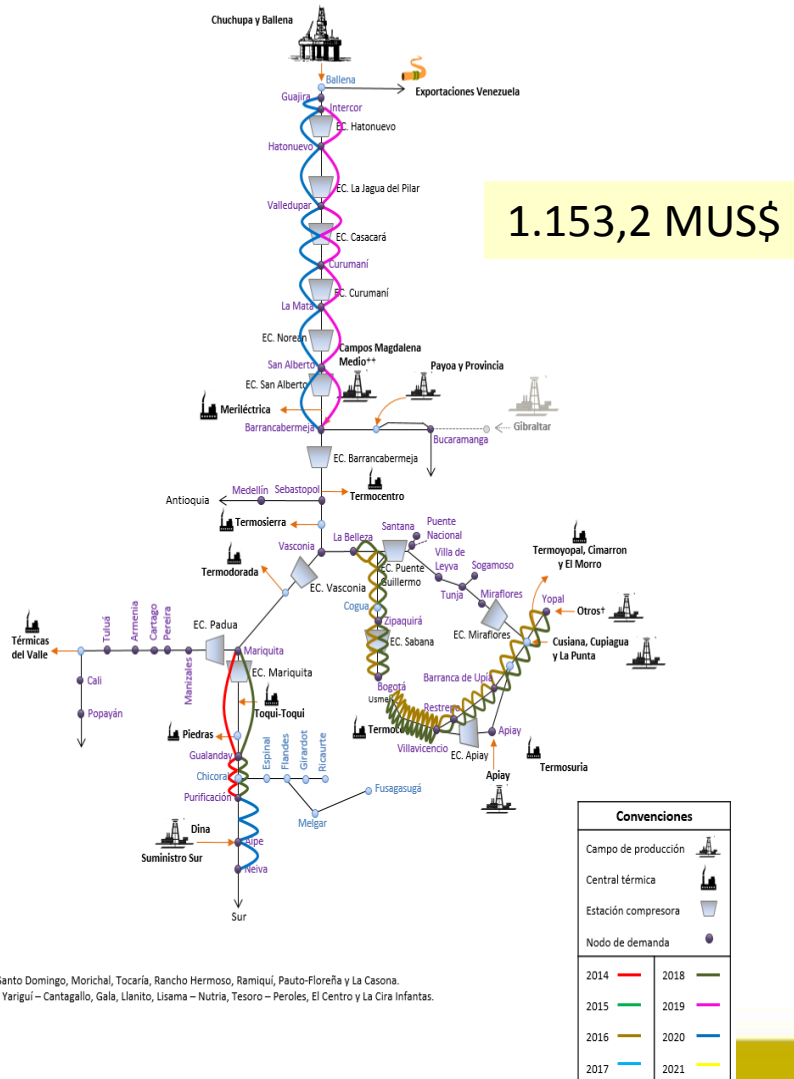 Chuchupa y Ballena
Ballena
Exportaciones Venezuela
Guajira
Intercor
EC. Hatonuevo
Hatonuevo
EC. La Jagua del Pilar
Valledupar
1.153,2 MUS$
EC. Casacará
Curumaní
EC. Curumaní
La Mata
EC. Norean
Campos Magdalena
Medio++
San Alberto
Payoa y Provincia
EC. San Alberto
Meriléctrica
Barrancabermeja
Gibraltar
Bucaramanga
EC. Barrancabermeja
Medellín
Sebastopol
Termocentro
Antioquia
Termosierra
Santana
Puente
Nacional
Vasconia
La Belleza
Villa de
Leyva
Sogamoso
Termoyopal, Cimarron
y El Morro
Termodorada
EC. Vasconia
EC. Puente
Guillermo
Tunja
Miraflores
Yopal
Otros†
Cogua
EC. Miraflores
Zipaquirá
EC. Sabana
Cusiana, Cupiagua
y La Punta
Térmicas
del Valle
Tuluá
Armenia
Cartago
Pereira
Manizales
EC. Padua
Mariquita
EC. Mariquita
Cali
Popayán
Toqui-Toqui
Piedras
Bogotá
Usme
Barranca de Upía
Restrepo
Termoco
Villavicencio
EC. Apiay
Apiay
Termosuria
Apiay
Gualanday
Chicoral
Espinal
Flandes
Girardot
Ricaurte
Fusagasugá
Melgar
Purificación
Dina
Suministro Sur
Aipe
Neiva
Sur
Convenciones
Campo de producción
Central térmica
Estación compresora
Nodo de demanda
2014
2018
2015
2019
2016
2020
2017
2021
Santo Domingo, Morichal, Tocaría, Rancho Hermoso, Ramiquí, Pauto-Floreña y La Casona.
Yariguí – Cantagallo, Gala, Llanito, Lisama – Nutria, Tesoro – Peroles, El Centro y La Cira Infantas.